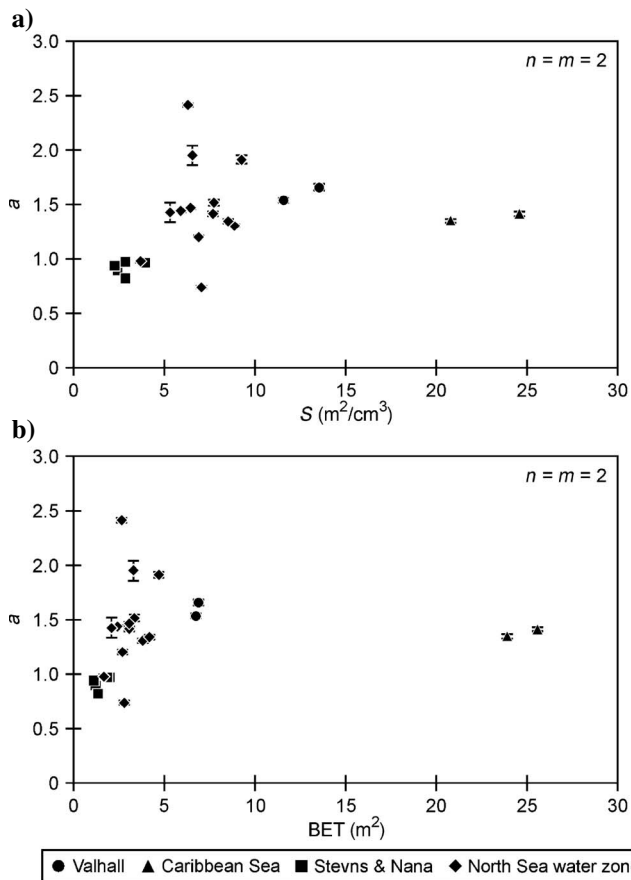 a)
3.0
n = m = 2
2.5
2.0
a
1.5
1.0
0.5
0
0 5 10 15 20 25 30
S (m²/cm³)
b)
3.0
n = m = 2
2.5
2.0
a
1.5
1.0
0.5
0
0 5 10 15 20 25 30
BET (m²)
Valhall Caribbean Sea Stevns & Nana North Sea water zon